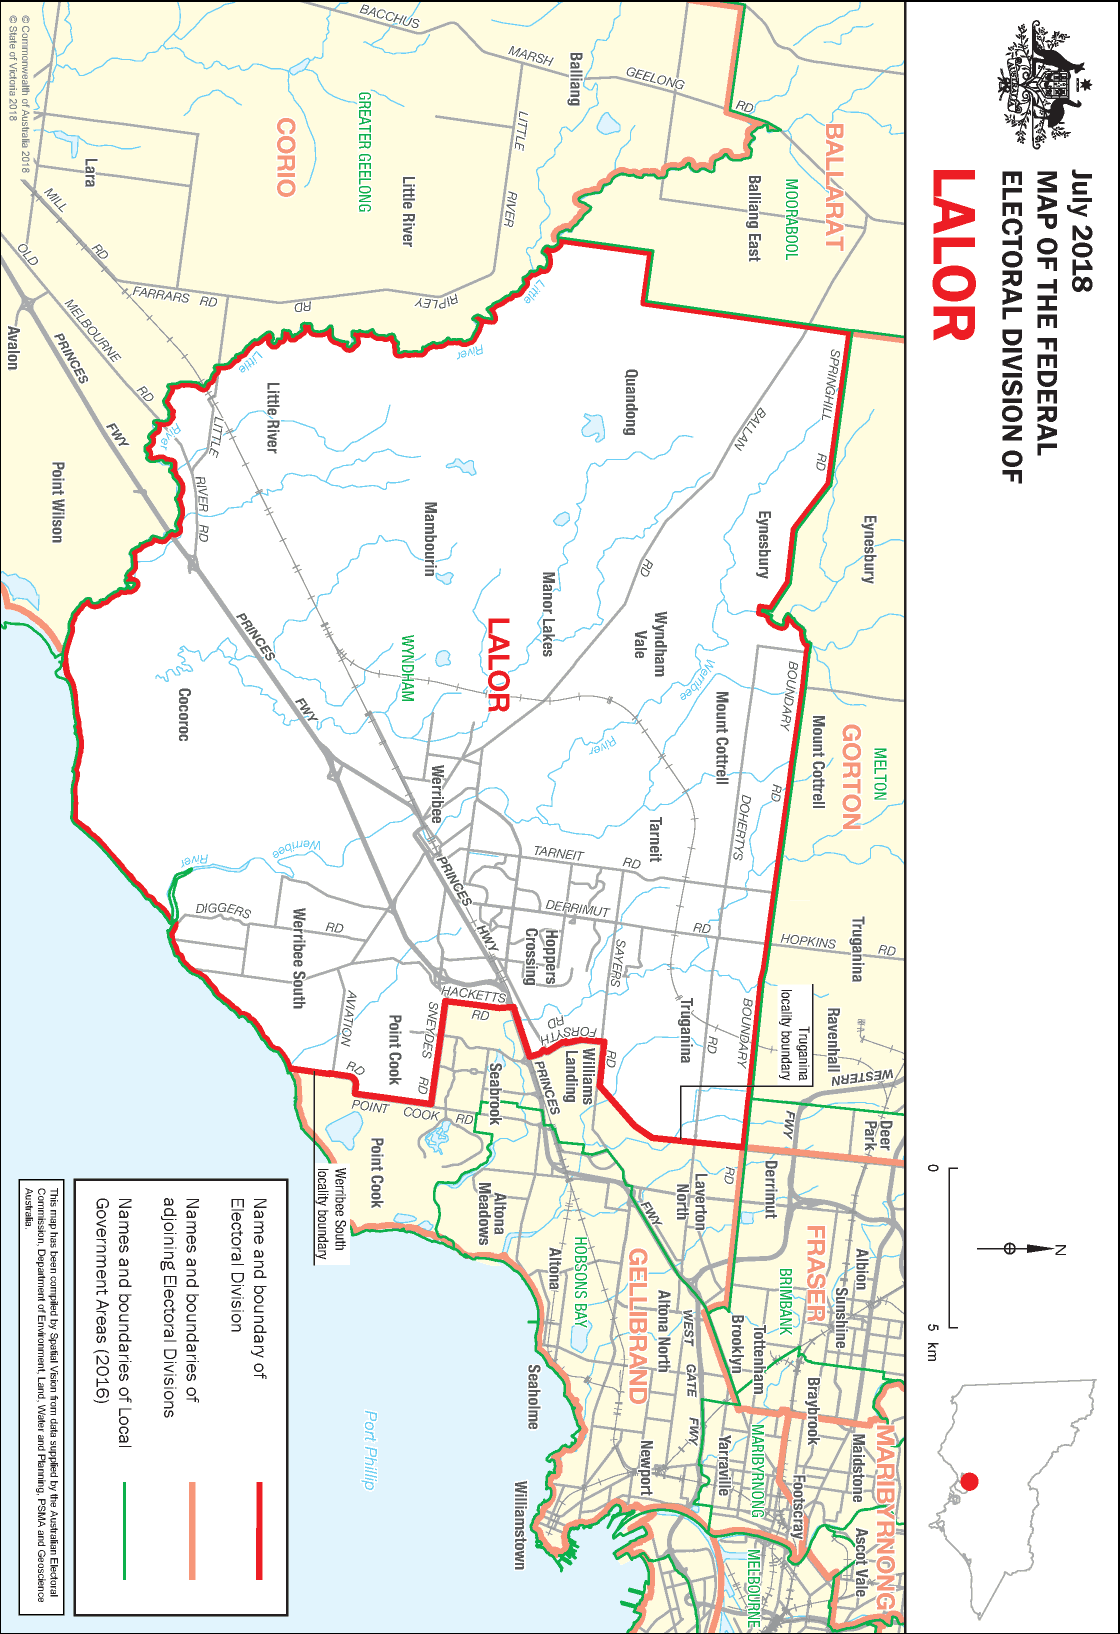 July 2018
MAP OF THE FEDERAL
ELECTORAL DIVISION OF
LALOR
0
5 km
N
BALLARAT
MOORABOOL
Balliang East
Balliang
BACCHUS
MARSH
GEELONG
RD
LITTLE
RIVER
GREATER GEELONG
CORIO
Little River
Lara
MILL
RD
OLD
MELBOURNE
RD
FARRARS RD
RD
RIPLEY
Little
River
Little
River
PRINCES
FWY
Avalon
Point Wilson
Little River
LITTLE
RIVER RD
Quandong
BALLAN
RD
SPRINGHILL
RD
Eynesbury
Eynesbury
Mambourin
Manor Lakes
Wyndham
Vale
LALOR
WYNDHAM
Cocoroc
PRINCES
FWY
Werribee
River
Mount Cottrell
BOUNDARY
RD
Mount Cottrell
GORTON
MELTON
DOHERTYS
RD
Tarneit
TARNEIT
RD
Werribee
PRINCES
HWY
DERRIMUT
RD
HOPKINS
RD
Truganina
Hoppers
Crossing
SAYERS
RD
Werribee
River
DIGGERS
RD
Werribee South
AVIATION
RD
HACKETTS
RD
SNEYDES
RD
Point Cook
FORSYTH
RD
Williams
Landing
Truganina
BOUNDARY
RD
Truganina
locality boundary
Ravenhall
WESTERN
FWY
Deer
Park
Seabrook
PRINCES
FWY
POINT COOK RD
Point Cook
Werribee South
locality boundary
Altona
Meadows
Laverton
North
Derrimut
FRASER
BRIMBANK
Albion
Sunshine
HOBSONS BAY
Altona
GELLIBRAND
Altona North
WEST GATE FWY
Brooklyn
Tottenham
Braybrook
MARIBYRNONG
Maidstone
MARIBYRNONG
Yarraville
Footscray
Ascot Vale
MELBOURNE
Newport
Seaholme
Williamstown
Port Phillip
Name and boundary of
Electoral Division
Names and boundaries of
adjoining Electoral Divisions
Names and boundaries of Local
Government Areas (2016)
This map has been compiled by Spatial Vision from data supplied by the Australian Electoral
Commission, Department of Environment, Land, Water and Planning, PSMA and Geoscience
Australia.
© Commonwealth of Australia 2018
© State of Victoria 2018